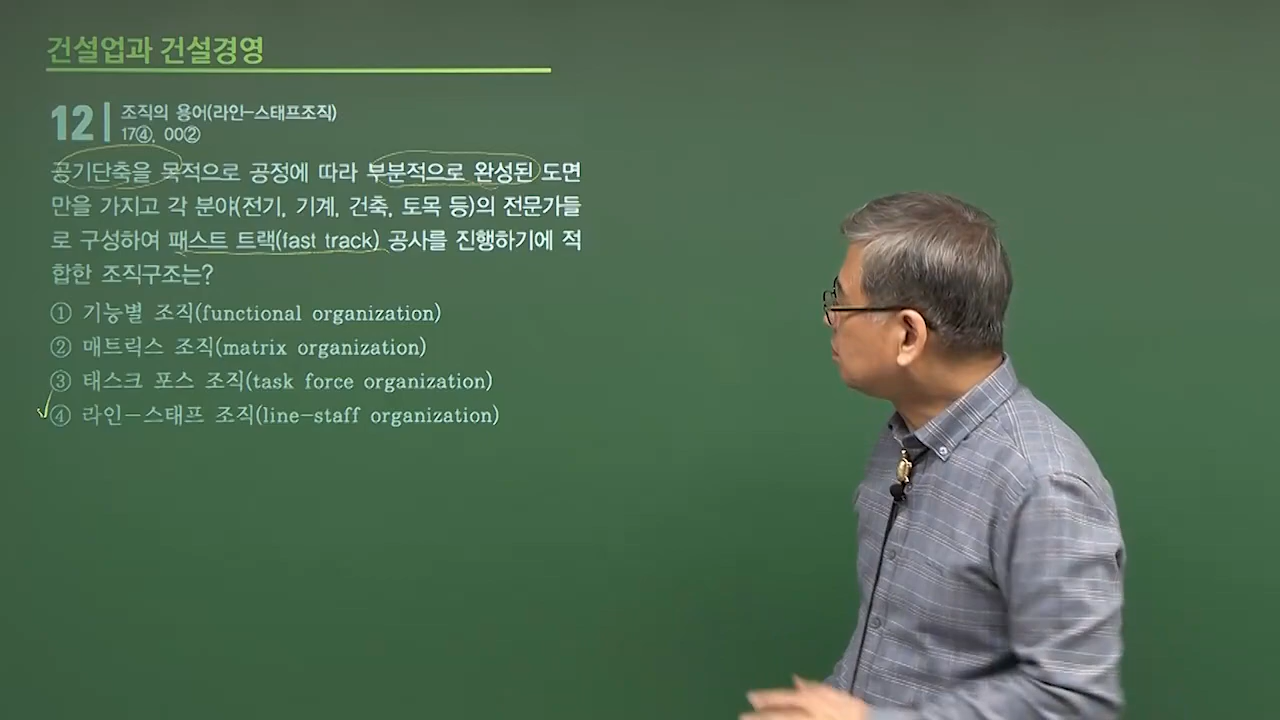 건설업과 건설경영
12
조직의 용어(라인-스태프조직)
17④, 00②
공기단축을 목적으로 공정에 따라 부분적으로 완성된 도면
만을 가지고 각 분야(전기, 기계, 건축, 토목 등)의 전문가들
로 구성하여 패스트 트랙(fast track) 공사를 진행하기에 적
합한 조직구조는?
① 기능별 조직(functional organization)
② 매트릭스 조직(matrix organization)
③ 태스크 포스 조직(task force organization)
④ 라인-스태프 조직(line-staff organization)